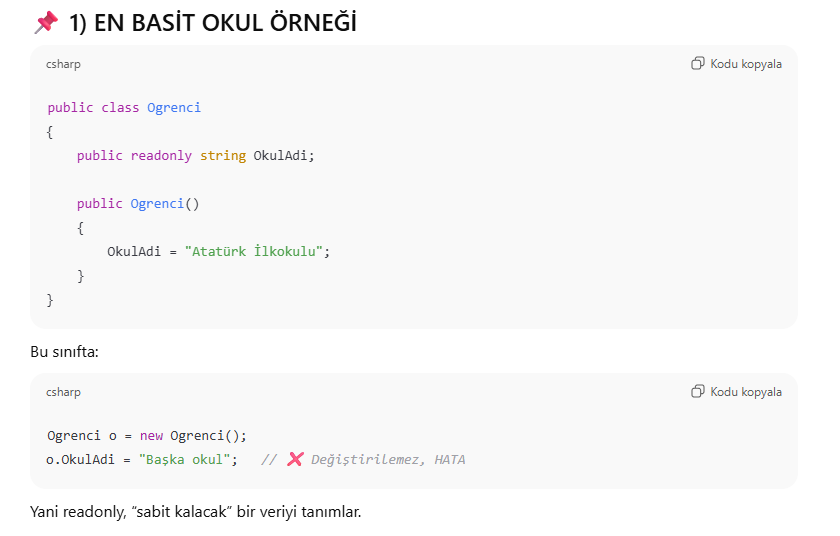 📌 1) EN BASİT OKUL ÖRNEĞİ
csharp
Kodu kopyala
public class Ogrenci
{
    public readonly string OkulAdi;
    public Ogrenci()
    {
        OkulAdi = "Atatürk İlkokulu";
    }
}
Bu sınıfta:
csharp
Kodu kopyala
Ogrenci o = new Ogrenci();
o.OkulAdi = "Başka okul";   // ❌ Değiştirilemez, HATA
Yani readonly, “sabit kalacak” bir veriyi tanımlar.